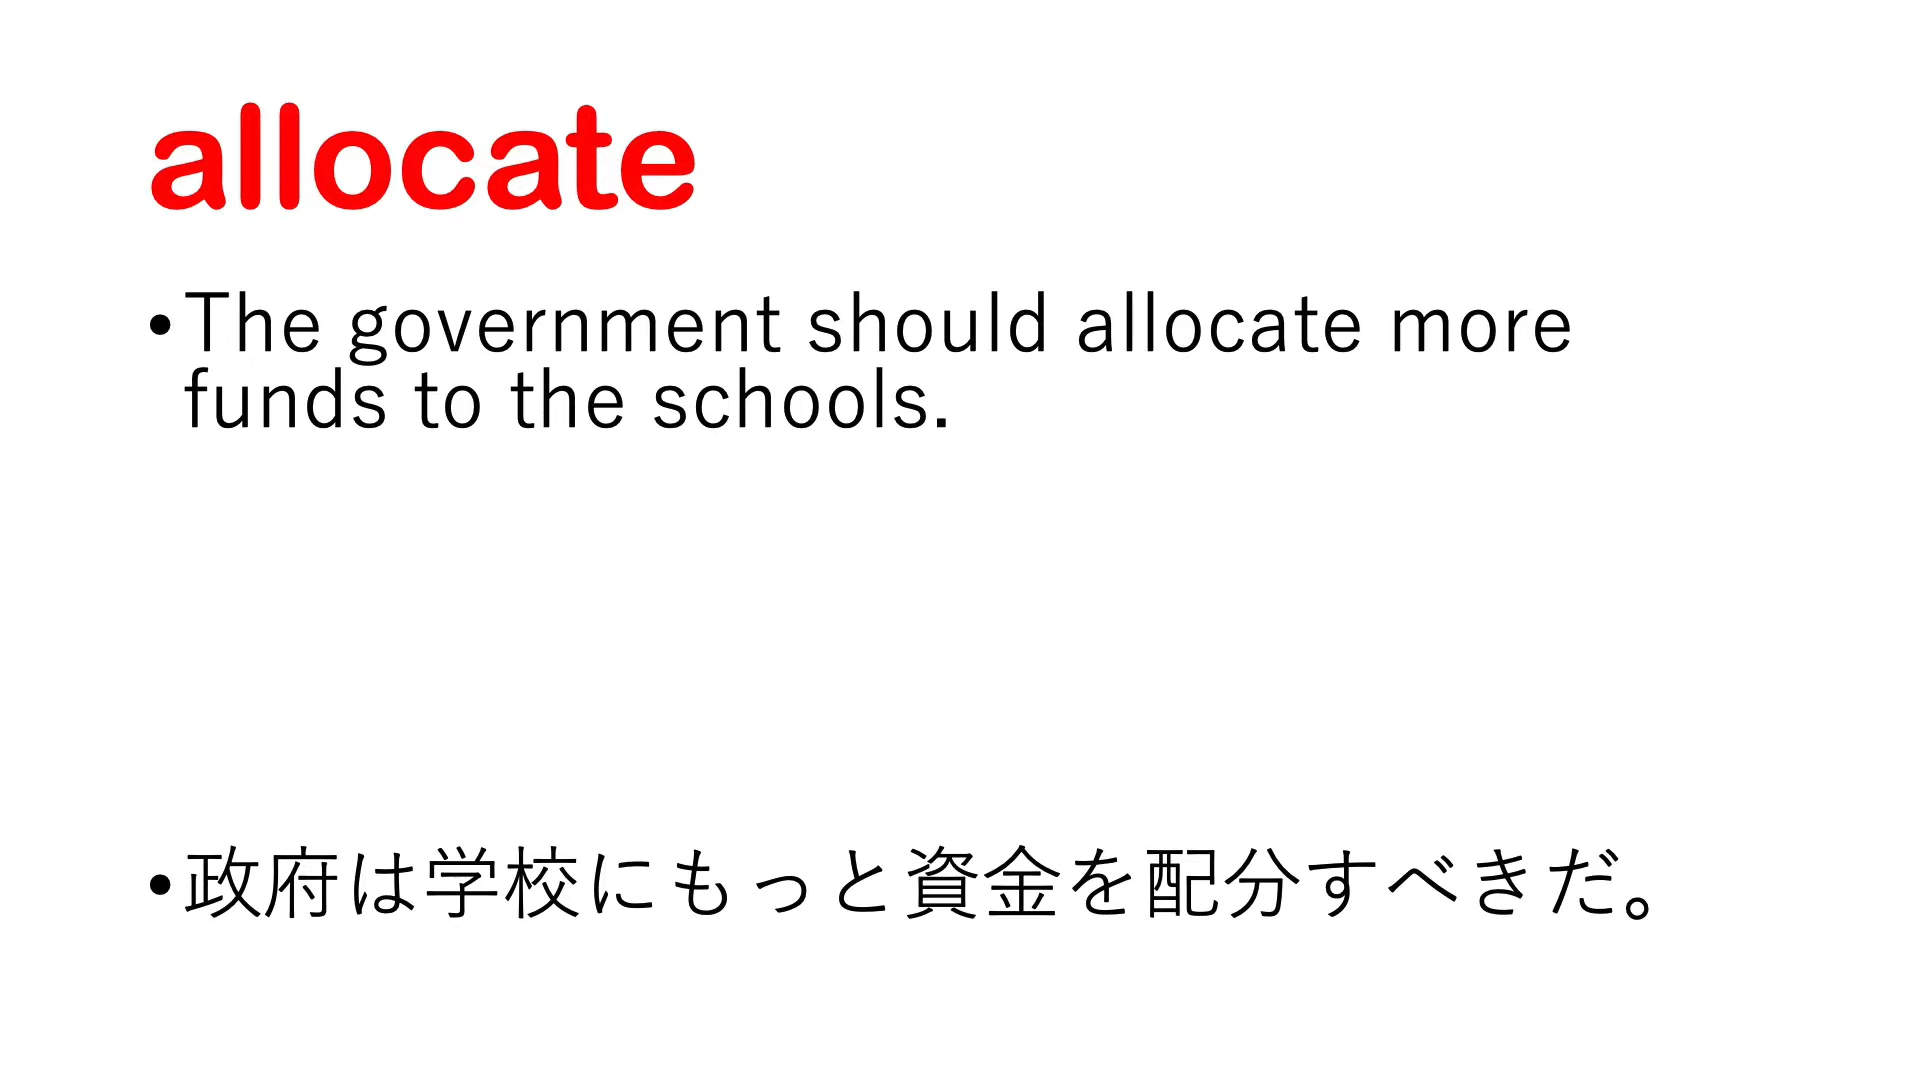 allocate
•The government should allocate more
funds to the schools.
•政府は学校にもっと資金を配分すべきだ。